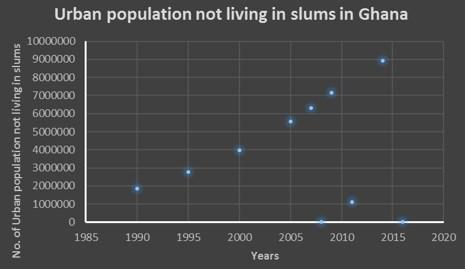 Urban population not living in slums in Ghana
No. of Urban population not living in slums
10000000
9000000
8000000
7000000
6000000
5000000
4000000
3000000
2000000
1000000
0
1985 1990 1995 2000 2005 2010 2015 2020
Years